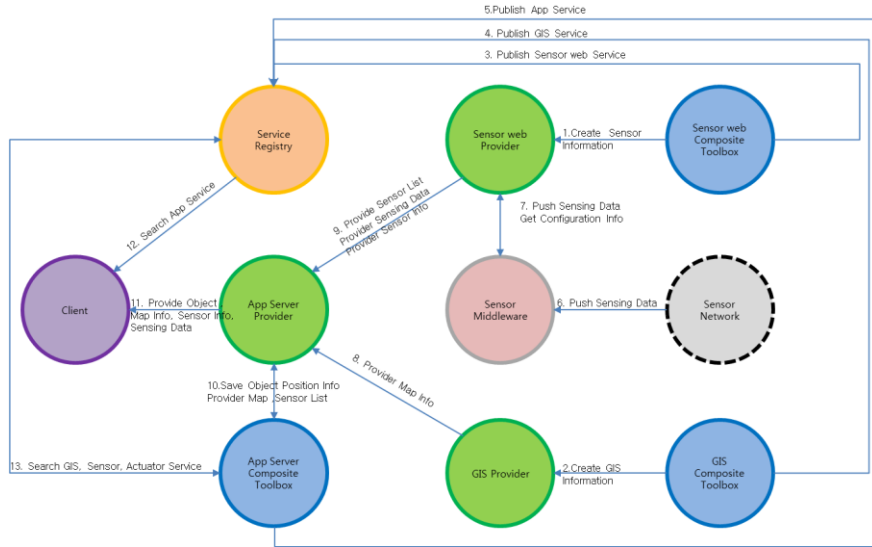 5.Publish App Service
4. Publish GIS Service
3. Publish Sensor web Service
Service
Registry
Sensor web
Provider
1.Create Sensor
Information
Sensor web
Composite
Toolbox
9. Provide Sensor List
Provider Sensing Data
Provider Sensor Info
7. Push Sensing Data
Get Configuration Info
12. Search App Service
Client
11. Provide Object ,
Map Info, Sensor Info,
Sensing Data
App Server
Provider
Sensor
Middleware
6. Push Sensing Data
Sensor
Network
10.Save Object Position Info
Provider Map ,Sensor List
8. Provider Map Info
13. Search GIS, Sensor, Actuator Service
App Server
Composite
Toolbox
GIS Provider
2.Create GIS
Information
GIS
Composite
Toolbox